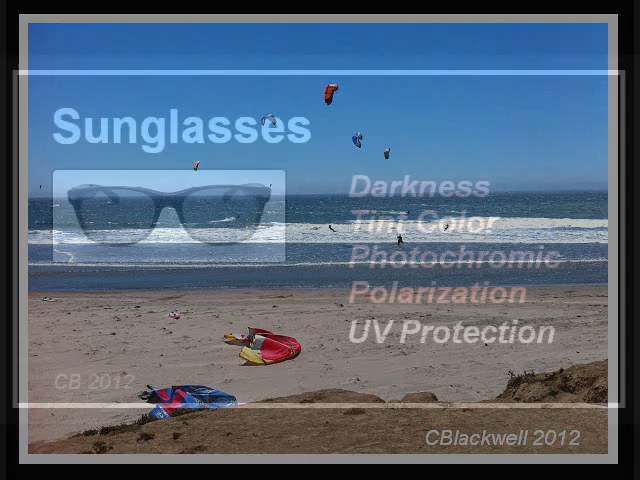 Sunglasses
Darkness
Tint Color
Photochromic
Polarization
UV Protection
CB 2012
CBlackwell 2012